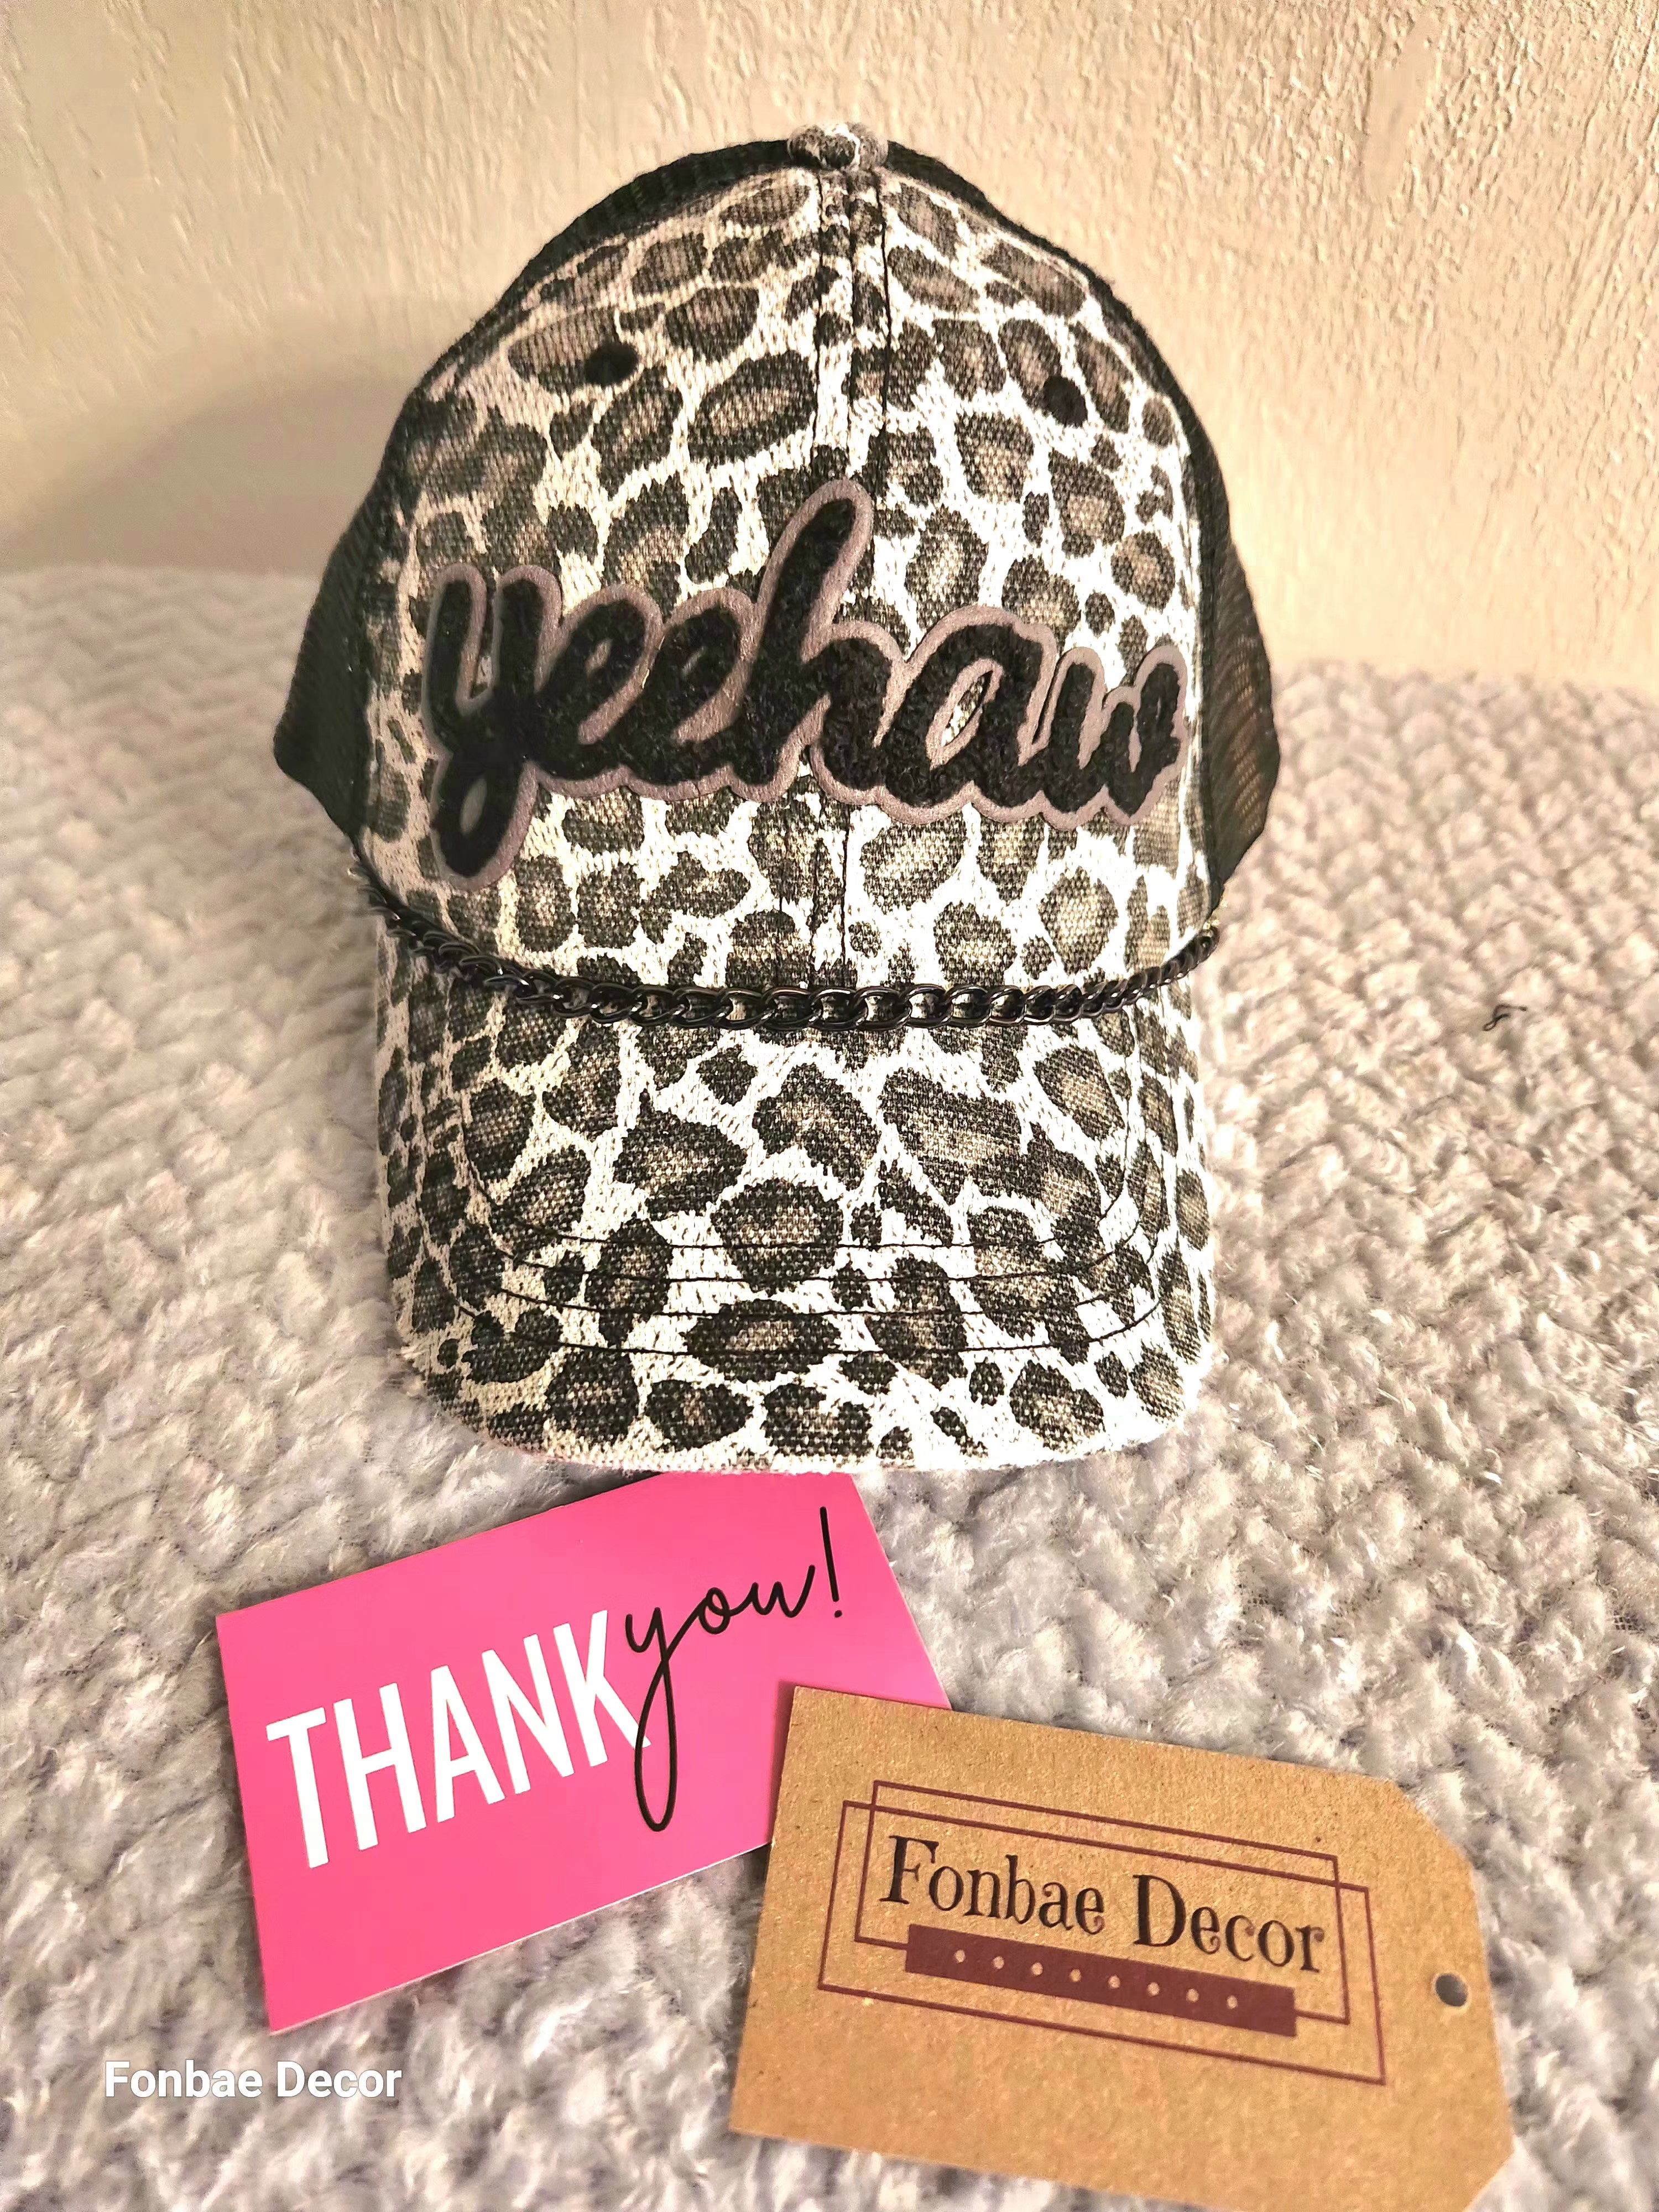 yeehaw
THANK you!
Fonbae Decor
Fonbae Decor